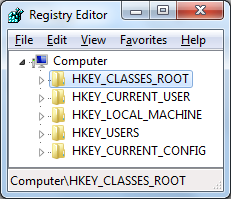 Registry Editor
File Edit View Favorites Help
Computer
HKEY_CLASSES_ROOT
HKEY_CURRENT_USER
HKEY_LOCAL_MACHINE
HKEY_USERS
HKEY_CURRENT_CONFIG
Computer\HKEY_CLASSES_ROOT